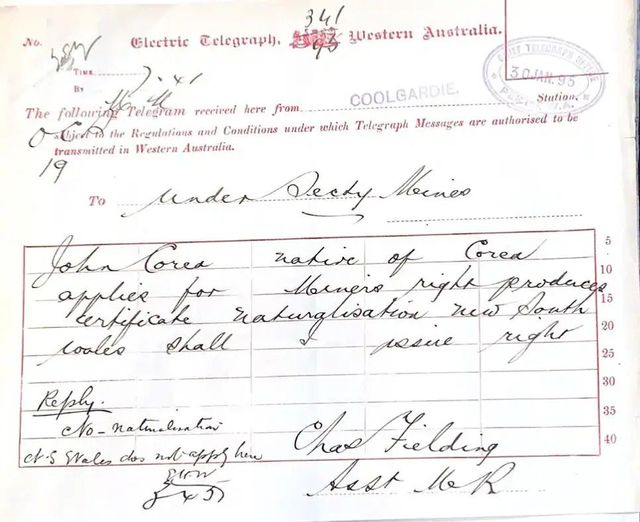 341
No. Electric Telegraph, Western Australia.
TIME 7.41
BY
CHIEF TELEGRAPH OFFICE
30 JAN. 95
The following Telegram received here from COOLGARDIE. Station,
subject to the Regulations and Conditions under which Telegraph Messages are authorised to be
transmitted in Western Australia.
19
To Under Secty Mines
John Corea native of Corea 5
applies for Miners right produces 10
certificate naturalisation New South 15
Wales shall I issue right 20
25
30
Reply. 35
No - naturalisation
N.S Wales does not apply here 40
Chas Fielding
Asst M R